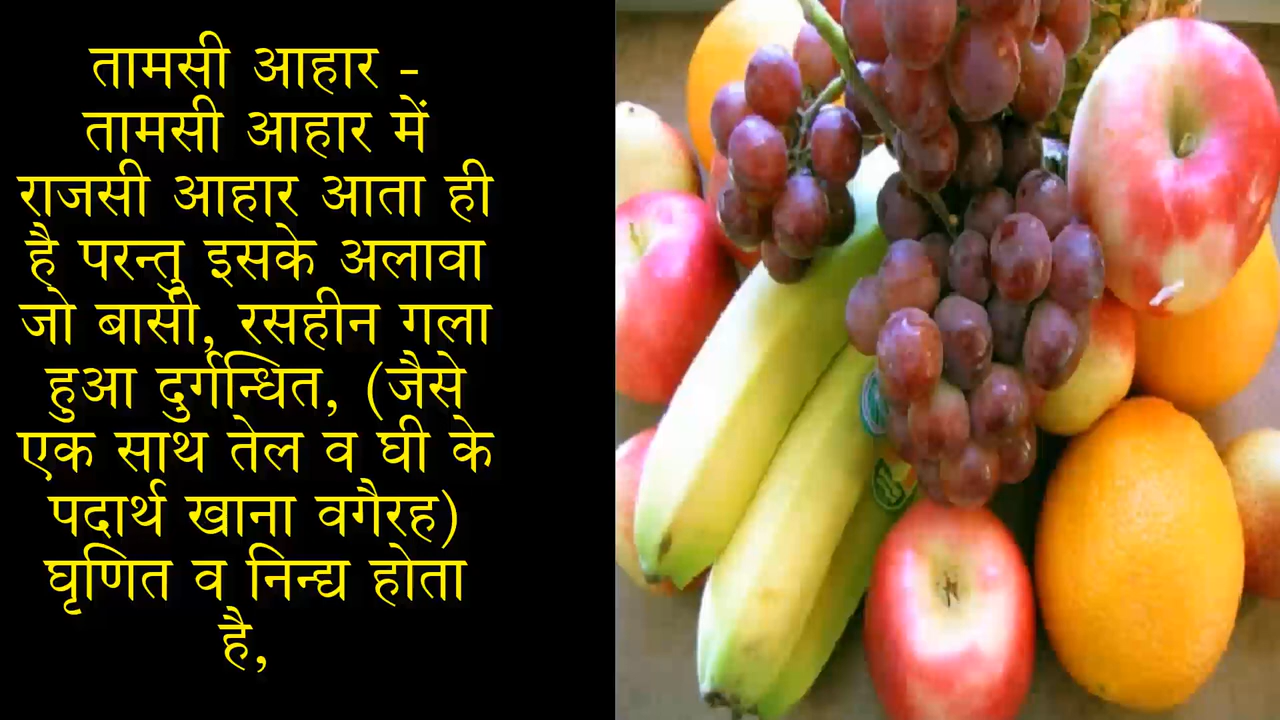 तामसी आहार -
तामसी आहार में
राजसी आहार आता ही
है परन्तु इसके अलावा
जो बासी, रसहीन गला
हुआ दुर्गन्धित, (जैसे
एक साथ तेल व घी के
पदार्थ खाना वगैरह)
घृणित व निन्द्य होता
है,